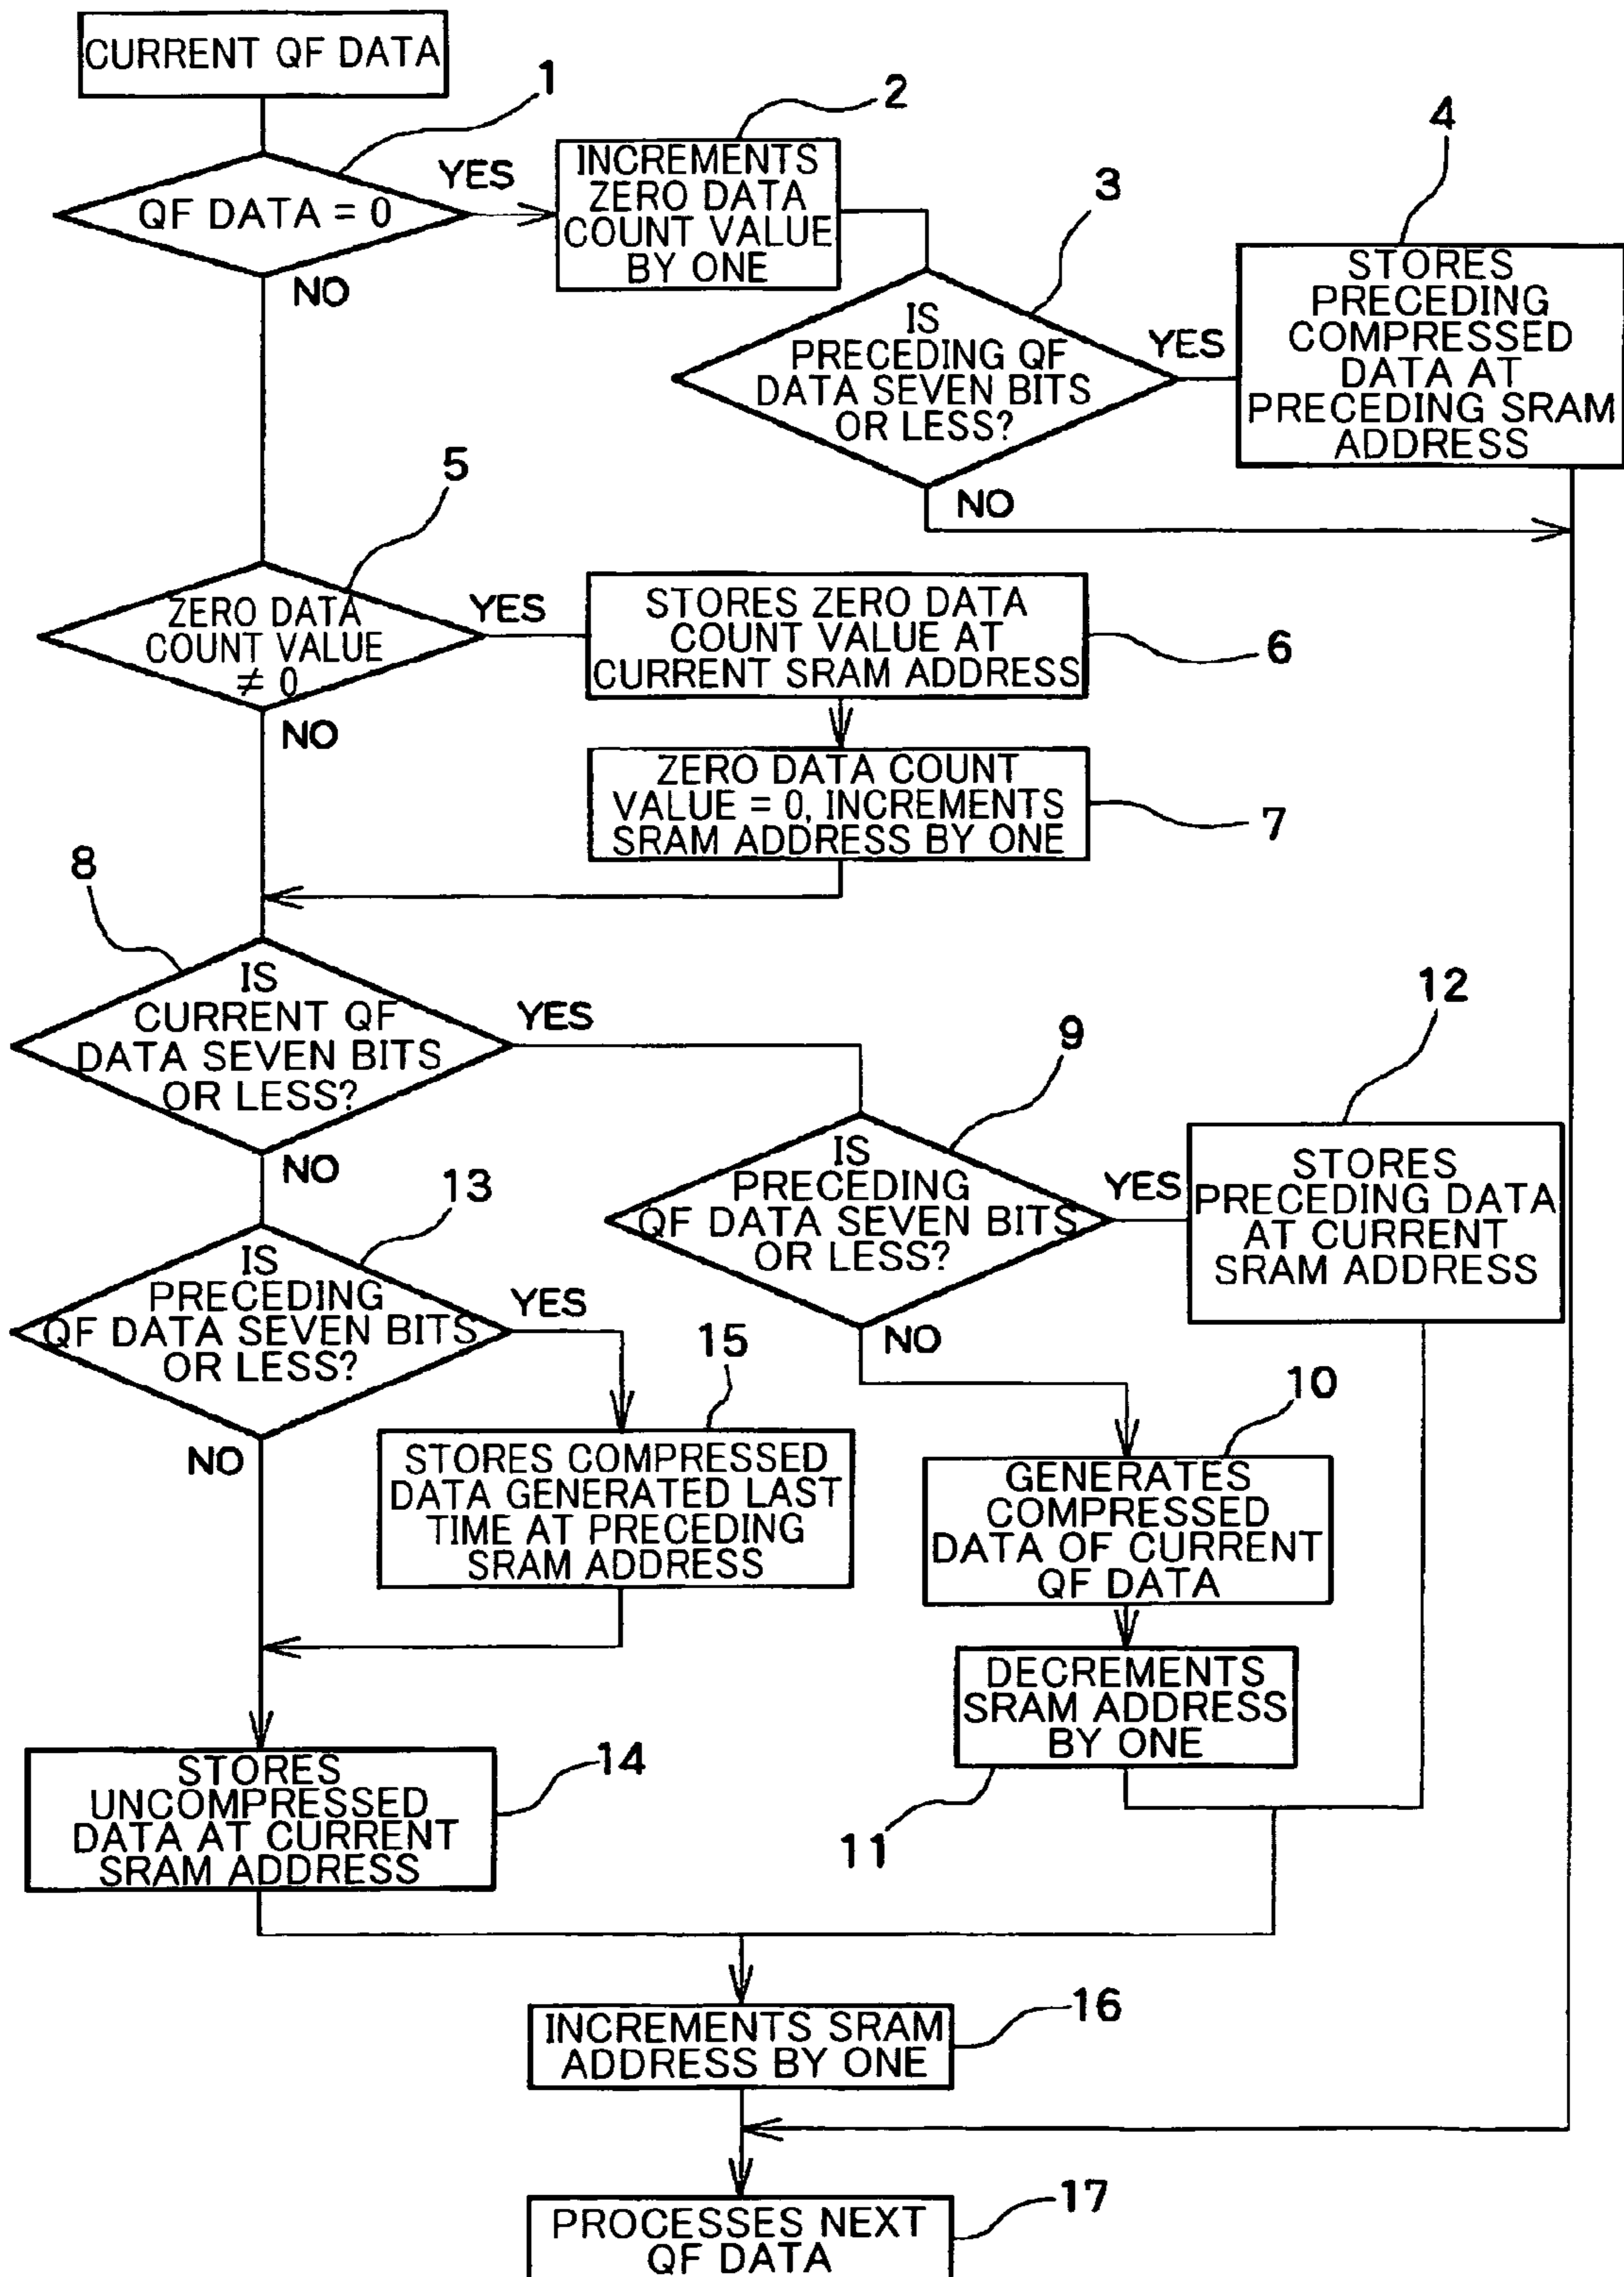 CURRENT QF DATA
1
QF DATA = 0
YES
NO
2
INCREMENTS
ZERO DATA
COUNT VALUE
BY ONE
3
IS
PRECEDING QF
DATA SEVEN BITS
OR LESS?
YES
NO
4
STORES
PRECEDING
COMPRESSED
DATA AT
PRECEDING SRAM
ADDRESS
5
ZERO DATA
COUNT VALUE
≠ 0
YES
NO
STORES ZERO DATA
COUNT VALUE AT
CURRENT SRAM ADDRESS
6
ZERO DATA COUNT
VALUE = 0, INCREMENTS
SRAM ADDRESS BY ONE
7
8
IS
CURRENT QF
DATA SEVEN BITS
OR LESS?
YES
NO
9
IS
PRECEDING
QF DATA SEVEN BITS
OR LESS?
YES
NO
12
STORES
PRECEDING DATA
AT CURRENT
SRAM ADDRESS
13
IS
PRECEDING
QF DATA SEVEN BITS
OR LESS?
YES
NO
15
STORES COMPRESSED
DATA GENERATED LAST
TIME AT PRECEDING
SRAM ADDRESS
10
GENERATES
COMPRESSED
DATA OF CURRENT
QF DATA
DECREMENTS
SRAM ADDRESS
BY ONE
11
STORES
UNCOMPRESSED
DATA AT CURRENT
SRAM ADDRESS
14
INCREMENTS SRAM
ADDRESS BY ONE
16
PROCESSES NEXT
QF DATA
17